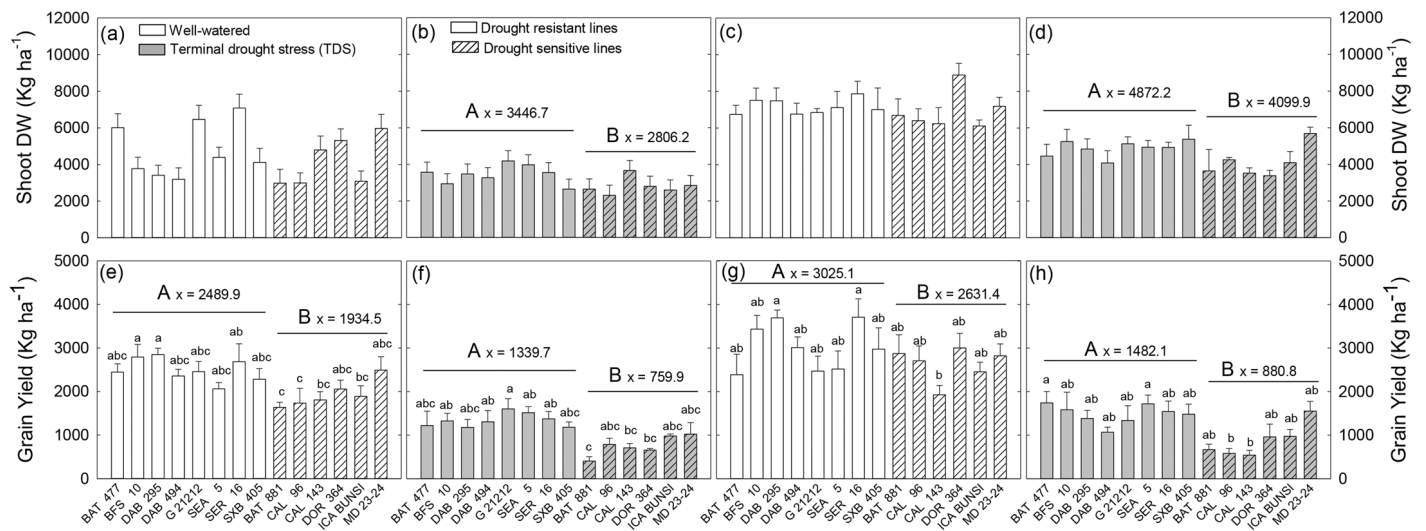 12000
10000
8000
6000
4000
2000
0
Shoot DW (Kg ha⁻¹)
(a)
Well-watered
Terminal drought stress (TDS)
(b)
A x = 3446.7
B x = 2806.2
Drought resistant lines
Drought sensitive lines
(c)
(d)
A x = 4872.2
B x = 4099.9
12000
10000
8000
6000
4000
2000
0
Shoot DW (Kg ha⁻¹)
5000
4000
3000
2000
1000
0
Grain Yield (Kg ha⁻¹)
(e)
A x = 2489.9
B x = 1934.5
abc a a abc abc ab abc c c bc abc bc abc
(f)
A x = 1339.7
B x = 759.9
abc ab abc ab a ab ab abc c abc bc bc abc abc
(g)
A x = 3025.1
B x = 2631.4
ab ab a ab ab ab a ab ab ab b ab ab ab
(h)
A x = 1482.1
B x = 880.8
a ab ab ab ab a ab ab ab b b ab ab ab
5000
4000
3000
2000
1000
0
Grain Yield (Kg ha⁻¹)
BAT 477
BFS 10
DAB 295
DAB 494
G 21212
SEA 5
SER 16
SXB 405
BAT 881
CAL 96
CAL 143
DOR 364
ICA BUNSI
MD 23-24
BAT 477
BFS 10
DAB 295
DAB 494
G 21212
SEA 5
SER 16
SXB 405
BAT 881
CAL 96
CAL 143
DOR 364
ICA BUNSI
MD 23-24
BAT 477
BFS 10
DAB 295
DAB 494
G 21212
SEA 5
SER 16
SXB 405
BAT 881
CAL 96
CAL 143
DOR 364
ICA BUNSI
MD 23-24
BAT 477
BFS 10
DAB 295
DAB 494
G 21212
SEA 5
SER 16
SXB 405
BAT 881
CAL 96
CAL 143
DOR 364
ICA BUNSI
MD 23-24